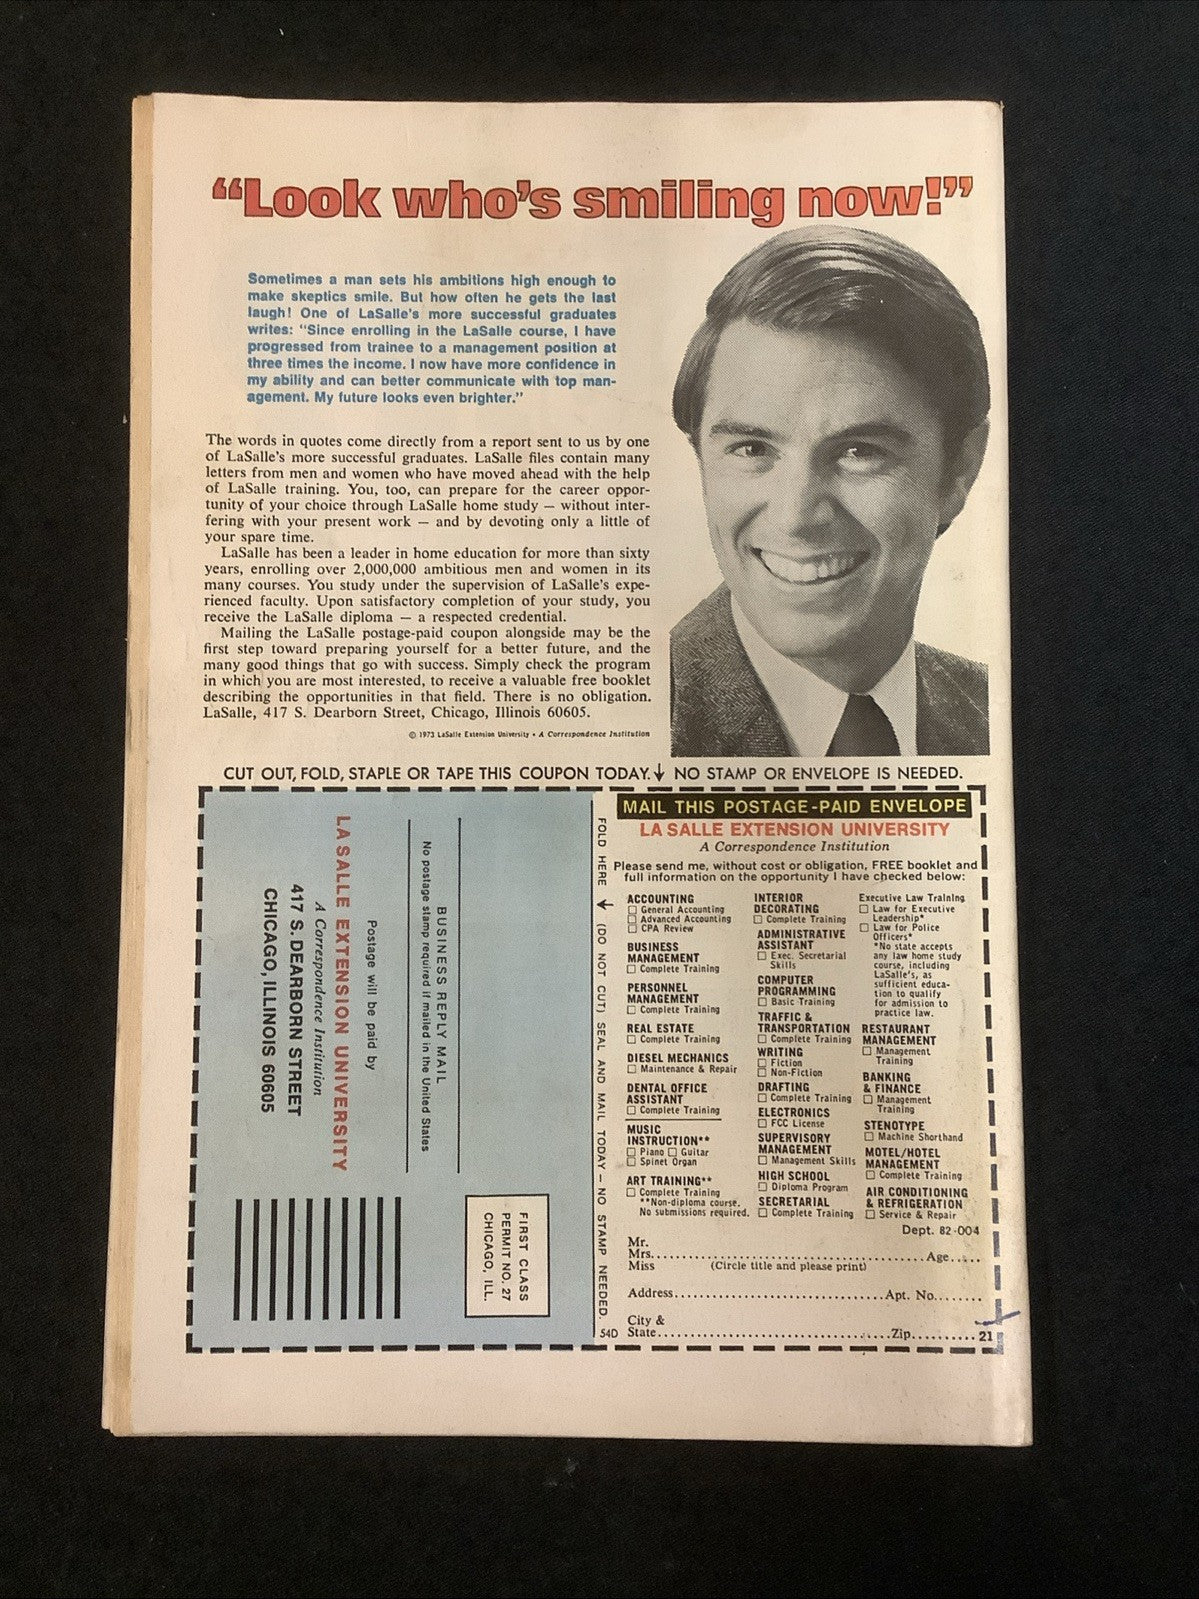 “Look who’s smiling now!”
Sometimes a man sets his ambitions high enough to
make skeptics smile. But how often he gets the last
laugh! One of LaSalle's more successful graduates
writes: "Since enrolling in the LaSalle course, I have
progressed from trainee to a management position at
three times the income. I now have more confidence in
my ability and can better communicate with top man-
agement. My future looks even brighter."
The words in quotes come directly from a report sent to us by one
of LaSalle's more successful graduates. LaSalle files contain many
letters from men and women who have moved ahead with the help
of LaSalle training. You, too, can prepare for the career oppor-
tunity of your choice through LaSalle home study — without inter-
fering with your present work — and by devoting only a little of
your spare time.
LaSalle has been a leader in home education for more than sixty
years, enrolling over 2,000,000 ambitious men and women in its
many courses. You study under the supervision of LaSalle's expe-
rienced faculty. Upon satisfactory completion of your study, you
receive the LaSalle diploma — a respected credential.
Mailing the LaSalle postage-paid coupon alongside may be the
first step toward preparing yourself for a better future, and the
many good things that go with success. Simply check the program
in which you are most interested, to receive a valuable free booklet
describing the opportunities in that field. There is no obligation.
LaSalle, 417 S. Dearborn Street, Chicago, Illinois 60605.
© 1973 LaSalle Extension University • A Correspondence Institution
CUT OUT, FOLD, STAPLE OR TAPE THIS COUPON TODAY. ↓ NO STAMP OR ENVELOPE IS NEEDED.
FIRST CLASS
PERMIT NO. 27
CHICAGO, ILL.
BUSINESS REPLY MAIL
No postage stamp required if mailed in the United States
Postage will be paid by
LA SALLE EXTENSION UNIVERSITY
A Correspondence Institution
417 S. DEARBORN STREET
CHICAGO, ILLINOIS 60605
FOLD HERE ↓ (DO NOT CUT) SEAL AND MAIL TODAY — NO STAMP NEEDED.
54D
MAIL THIS POSTAGE-PAID ENVELOPE
LA SALLE EXTENSION UNIVERSITY
A Correspondence Institution
Please send me, without cost or obligation, FREE booklet and
full information on the opportunity I have checked below:
ACCOUNTING
☐ General Accounting
☐ Advanced Accounting
☐ CPA Review
BUSINESS
MANAGEMENT
☐ Complete Training
PERSONNEL
MANAGEMENT
☐ Complete Training
REAL ESTATE
☐ Complete Training
DIESEL MECHANICS
☐ Maintenance & Repair
DENTAL OFFICE
ASSISTANT
☐ Complete Training
MUSIC
INSTRUCTION**
☐ Piano ☐ Guitar
☐ Spinet Organ
ART TRAINING**
☐ Complete Training
**Non-diploma course.
No submissions required.
INTERIOR
DECORATING
☐ Complete Training
ADMINISTRATIVE
ASSISTANT
☐ Exec. Secretarial
Skills
COMPUTER
PROGRAMMING
☐ Basic Training
TRAFFIC &
TRANSPORTATION
☐ Complete Training
WRITING
☐ Fiction
☐ Non-Fiction
DRAFTING
☐ Complete Training
ELECTRONICS
☐ FCC License
SUPERVISORY
MANAGEMENT
☐ Management Skills
HIGH SCHOOL
☐ Diploma Program
SECRETARIAL
☐ Complete Training
Executive Law Training
☐ Law for Executive
Leadership*
☐ Law for Police
Officers*
*No state accepts
any law home study
course, including
LaSalle's, as
sufficient educa-
tion to qualify
for admission to
practice law.
RESTAURANT
MANAGEMENT
☐ Management
Training
BANKING
& FINANCE
☐ Management
Training
STENOTYPE
☐ Machine Shorthand
MOTEL/HOTEL
MANAGEMENT
☐ Complete Training
AIR CONDITIONING
& REFRIGERATION
☐ Service & Repair
Dept. 82-004
Mr.
Mrs. ........ Age .....
Miss (Circle title and please print)
Address ........ Apt. No. .......
City &
State ........ Zip .......... 21